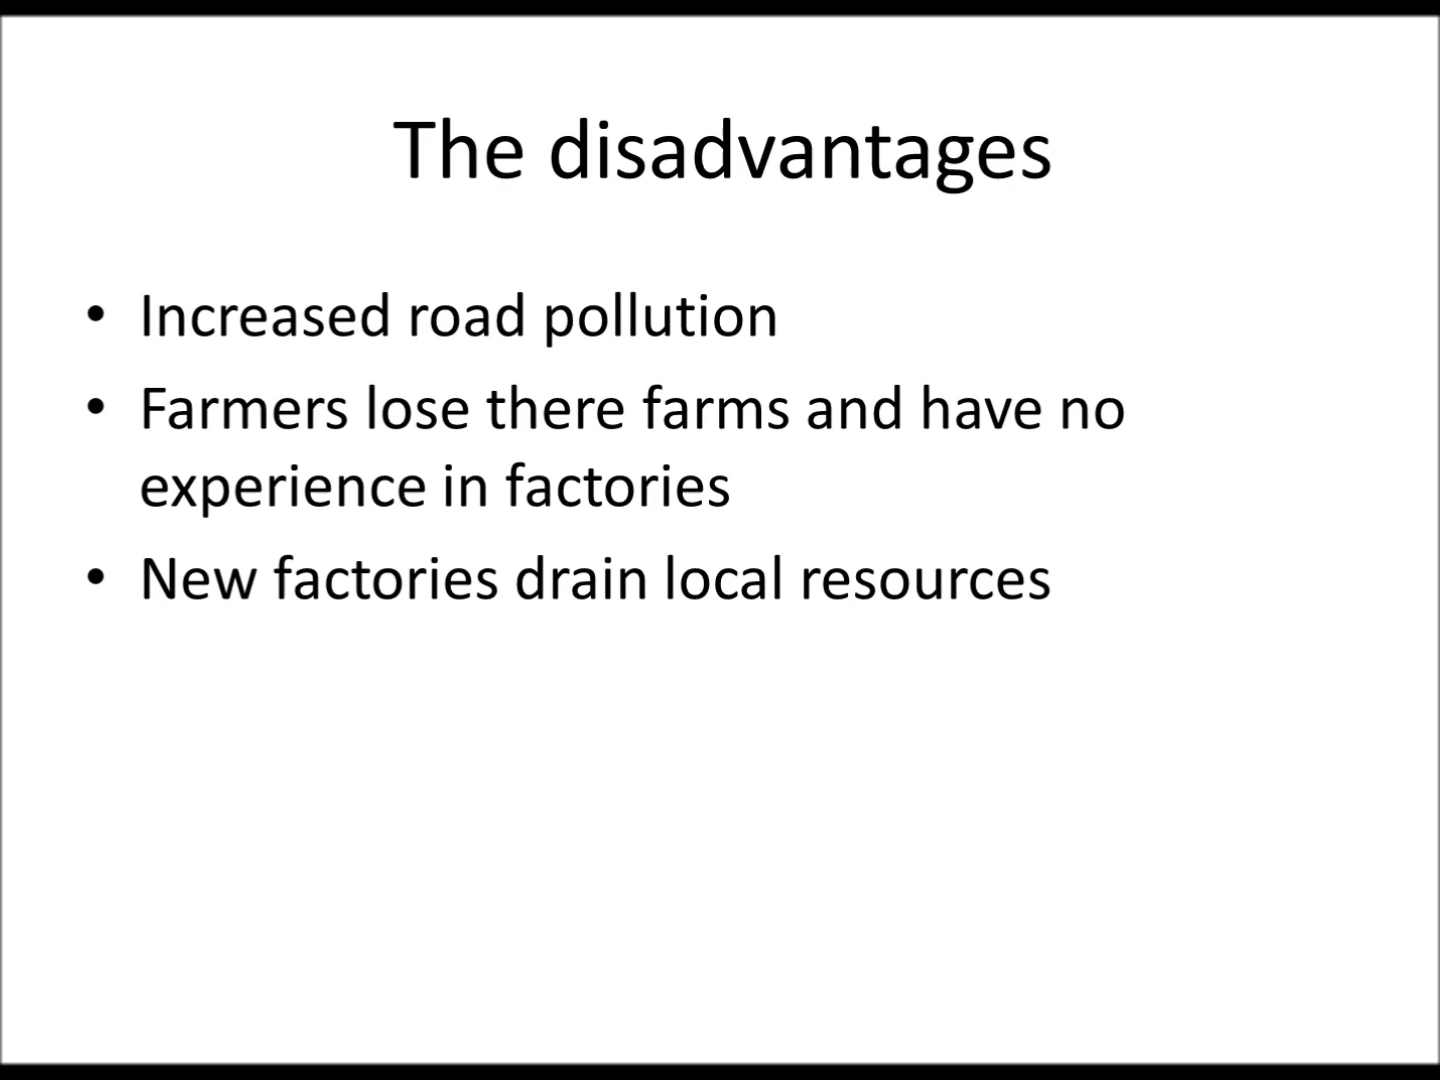 The disadvantages
• Increased road pollution
• Farmers lose there farms and have no
experience in factories
• New factories drain local resources